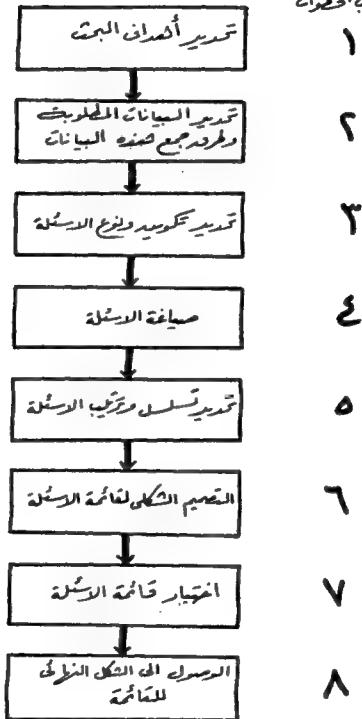 الخطوات
تحديد أهداف البحث
١
تحديد البيانات المطلوبة
وطرق جمع هذه البيانات
٢
تحديد تكوين ونوع الاسئلة
٣
صياغة الاسئلة
٤
تحديد تسلسل وترتيب الاسئلة
٥
التصميم الشكلى لقائمة الاسئلة
٦
اختبار قائمة الاسئلة
٧
الوصول الى الشكل النهائى
للقائمة
٨